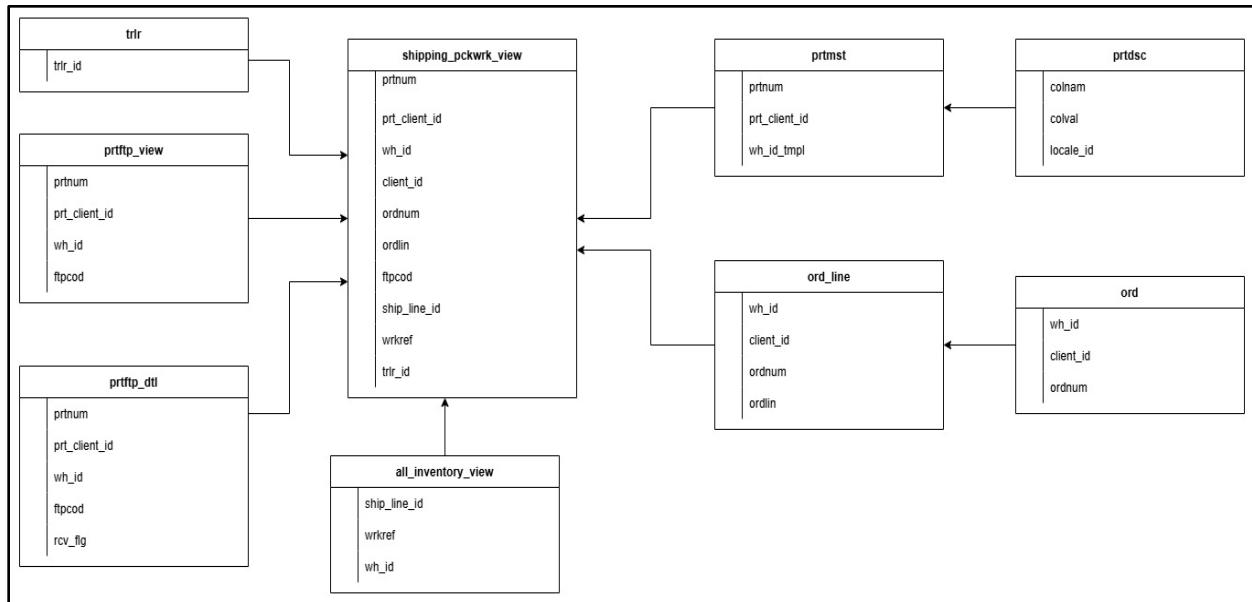 trlr
trlr_id
prtftp_view
prtnum
prt_client_id
wh_id
ftpcod
prtftp_dtl
prtnum
prt_client_id
wh_id
ftpcod
rcv_flg
shipping_pckwrk_view
prtnum
prt_client_id
wh_id
client_id
ordnum
ordlin
ftpcod
ship_line_id
wrkref
trlr_id
all_inventory_view
ship_line_id
wrkref
wh_id
prtmst
prtnum
prt_client_id
wh_id_tmpl
prtdsc
colnam
colval
locale_id
ord_line
wh_id
client_id
ordnum
ordlin
ord
wh_id
client_id
ordnum